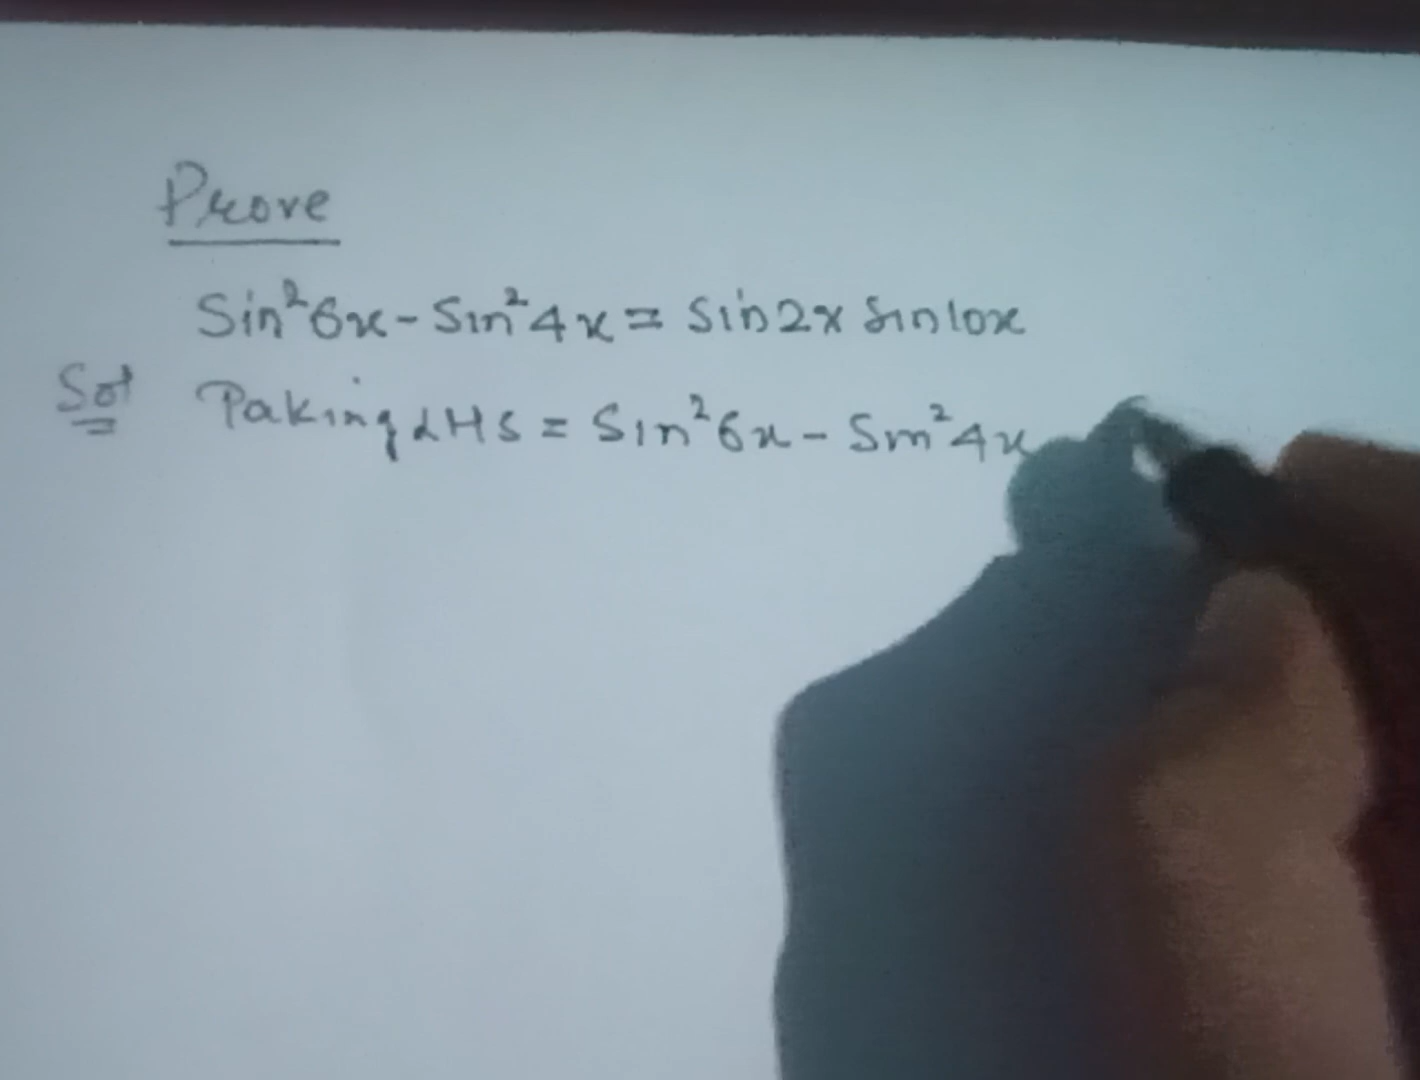 Prove
Sin²6x - Sin²4x = Sin2x Sin10x
Sol Taking LHS = Sin²6x - Sin²4x